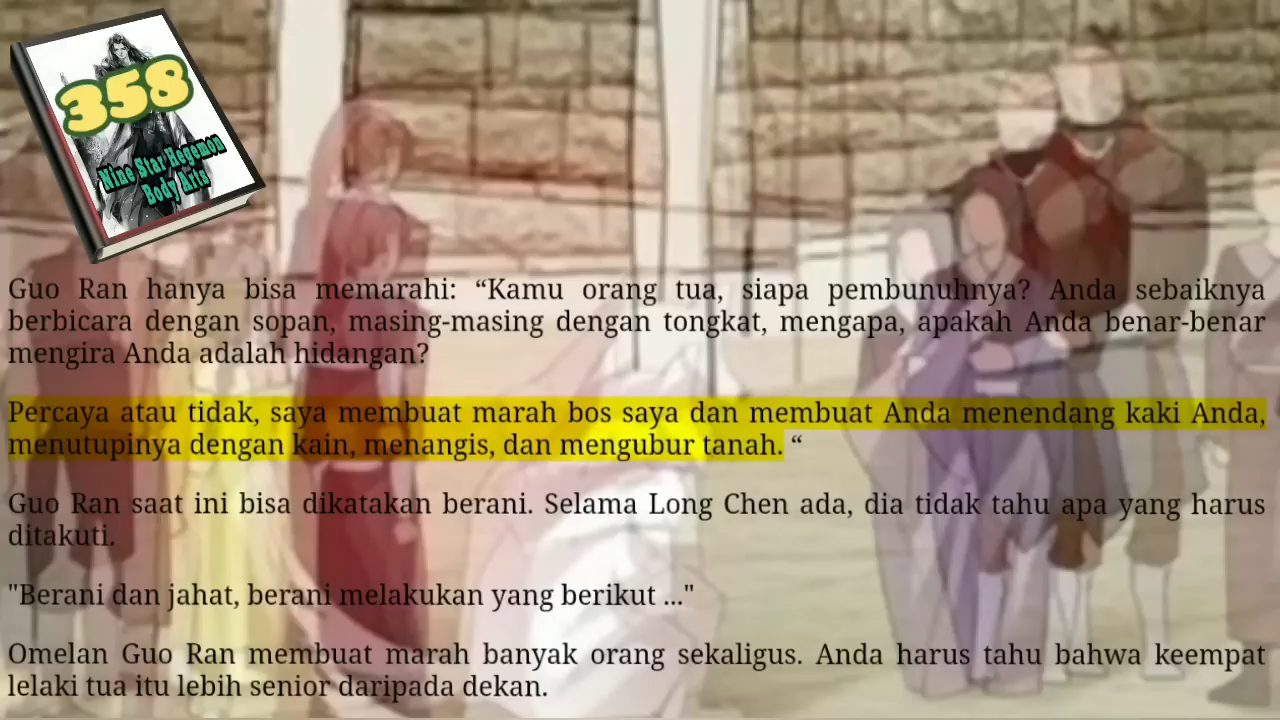 358
Nine Star Hegemon
Body Arts
Guo Ran hanya bisa memarahi: “Kamu orang tua, siapa pembunuhnya? Anda sebaiknya
berbicara dengan sopan, masing-masing dengan tongkat, mengapa, apakah Anda benar-benar
mengira Anda adalah hidangan?
Percaya atau tidak, saya membuat marah bos saya dan membuat Anda menendang kaki Anda,
menutupinya dengan kain, menangis, dan mengubur tanah. “
Guo Ran saat ini bisa dikatakan berani. Selama Long Chen ada, dia tidak tahu apa yang harus
ditakuti.
"Berani dan jahat, berani melakukan yang berikut ..."
Omelan Guo Ran membuat marah banyak orang sekaligus. Anda harus tahu bahwa keempat
lelaki tua itu lebih senior daripada dekan.